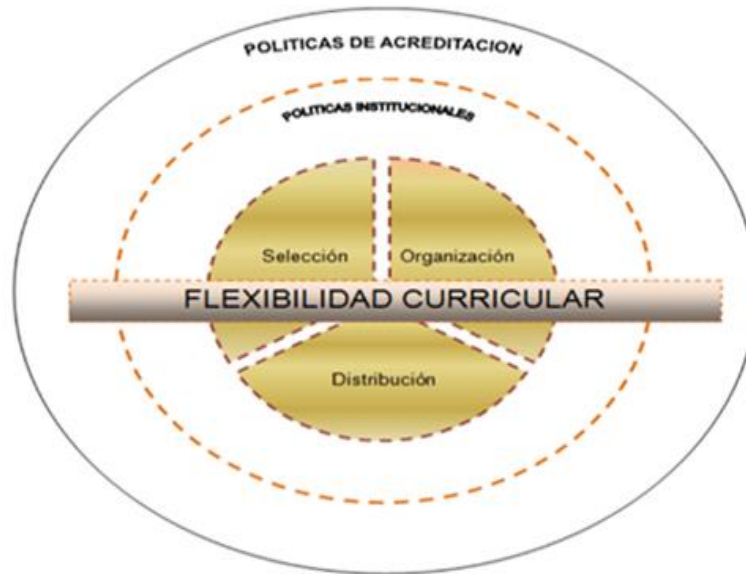 POLITICAS DE ACREDITACION
POLITICAS INSTITUCIONALES
Selección
Organización
FLEXIBILIDAD CURRICULAR
Distribución